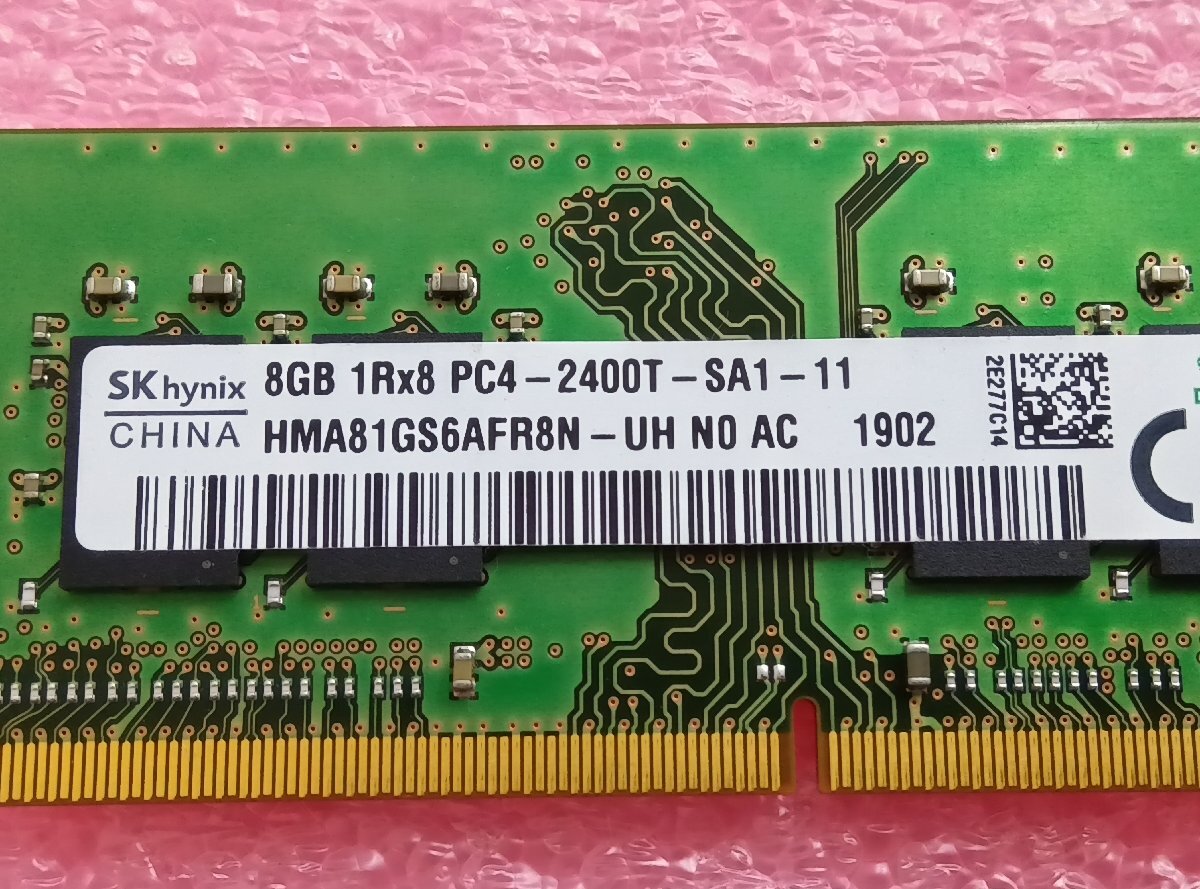 SK hynix
CHINA
8GB 1Rx8 PC4-2400T-SA1-11
HMA81GS6AFR8N-UH N0 AC 1902
2E277C14